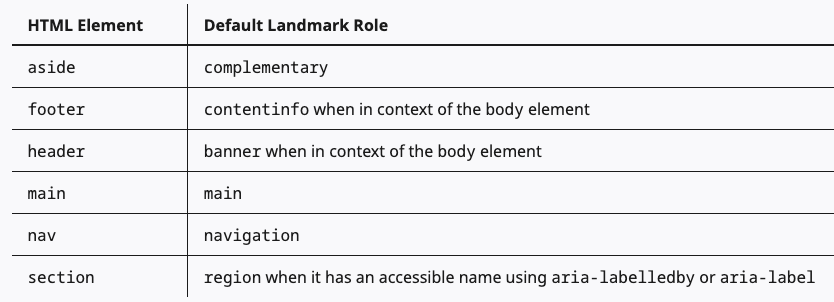 HTML Element Default Landmark Role
aside complementary
footer contentinfo when in context of the body element
header banner when in context of the body element
main main
nav navigation
section region when it has an accessible name using aria-labelledby or aria-label